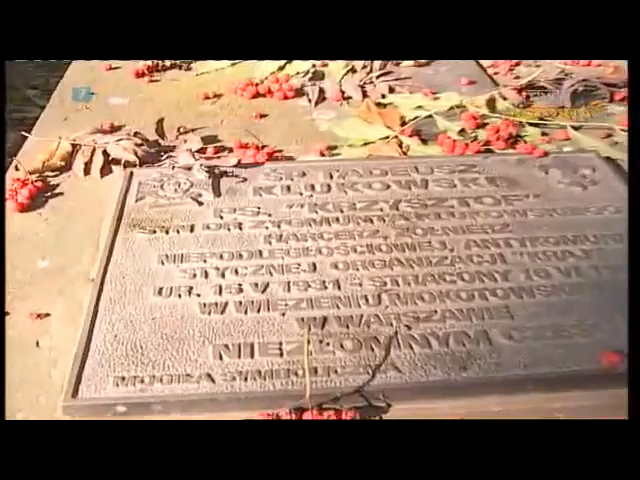 Ś.P. TADEUSZ
KLUKOWSKI
PS. "KRZYSZTOF"
SYN DR ZYGMUNTA KLUKOWSKIEGO
HARCERZ ŻOŁNIERZ
NIEPODLEGŁOŚCIOWEJ, ANTYKOMUNI
STYCZNEJ ORGANIZACJI "KRAJ"
UR. 15 V 1931 STRACONY 16 VI
W WIĘZIENIU MOKOTOWSKIM
W WARSZAWIE
NIEZŁOMNYM CZEŚĆ